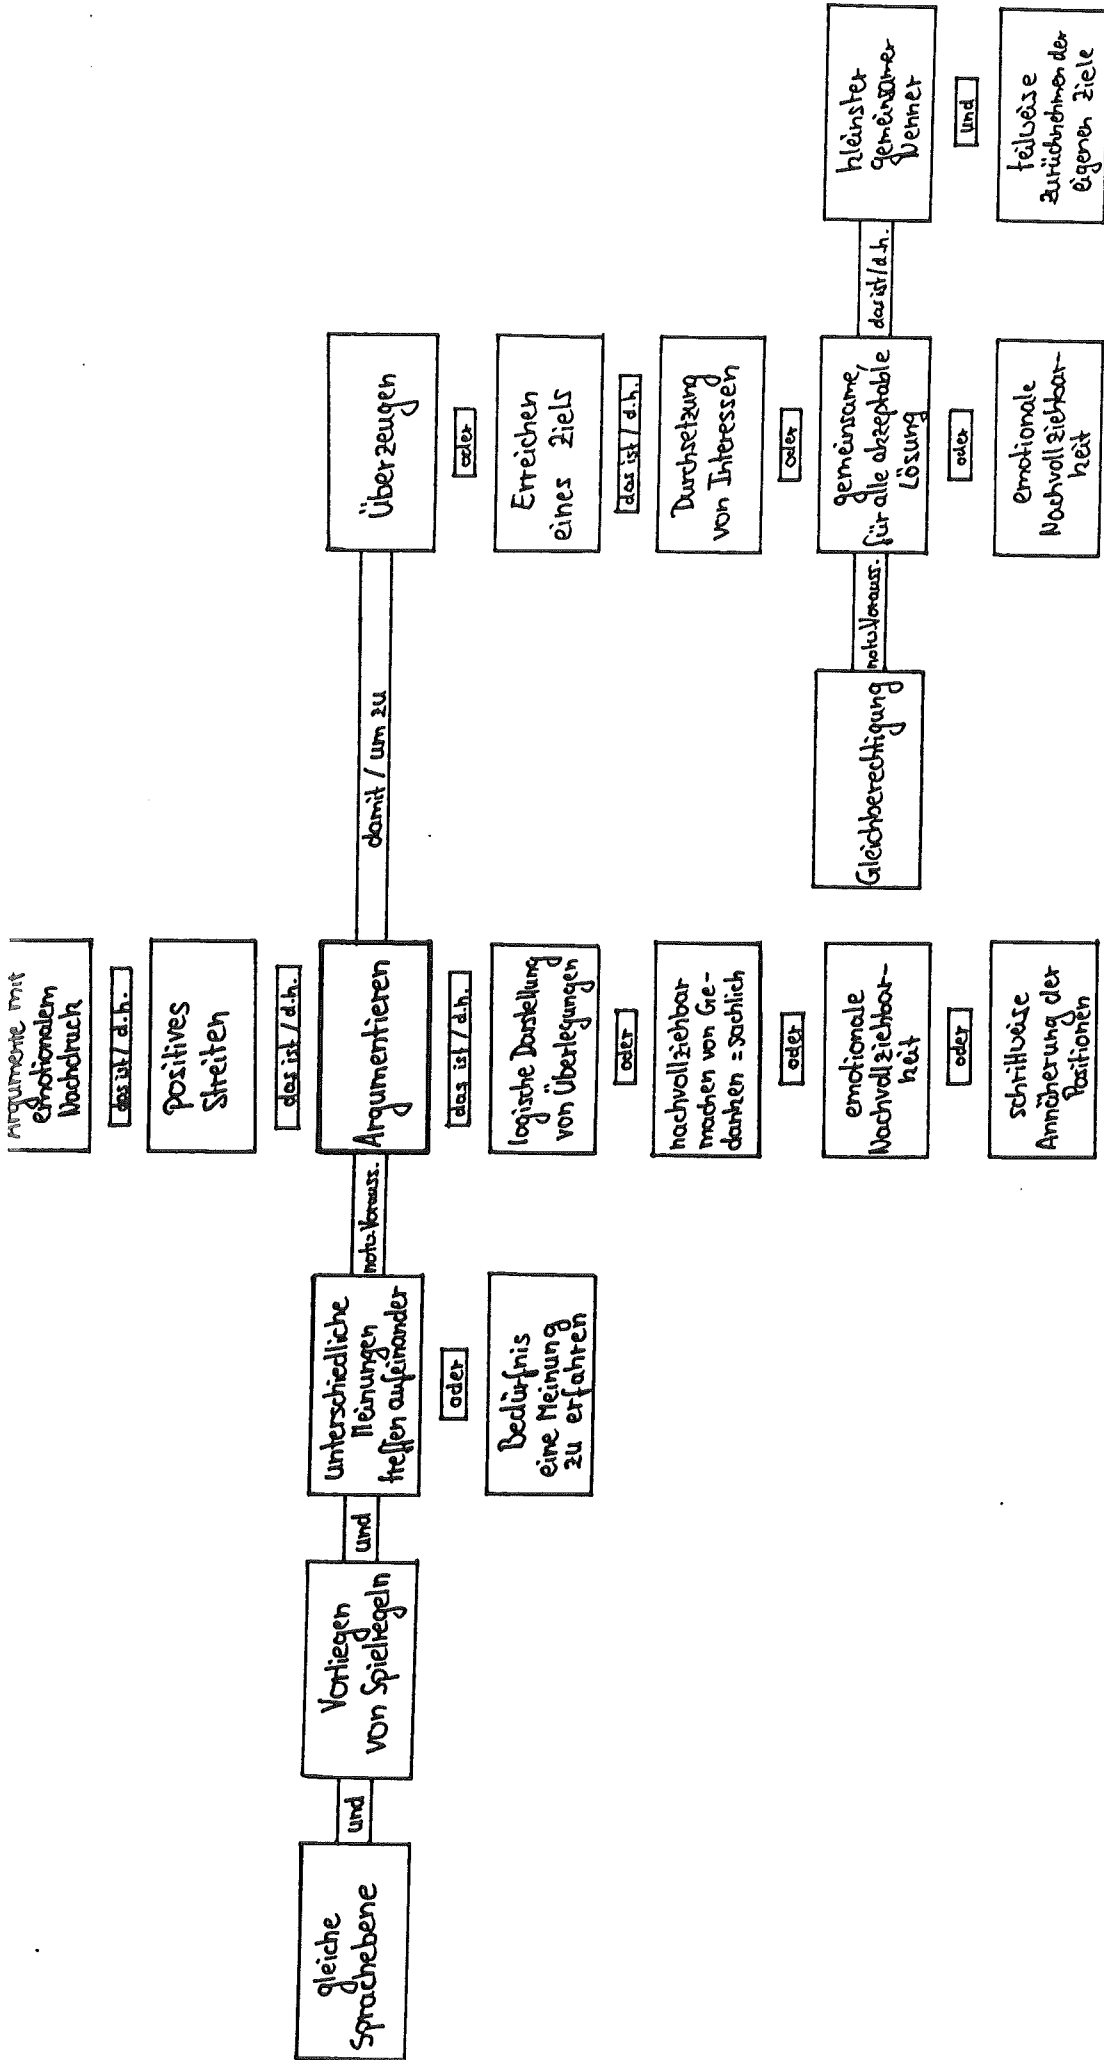 Argumente mit
emotionalem
Nachdruck
das ist / d.h.
positives
Streiten
das ist / d.h.
gleiche
Sprachebene
und
Vorliegen
von Spielregeln
und
unterschiedliche
Meinungen
treffen aufeinander
notw. Vorauss.
Argumentieren
damit / um zu
Überzeugen
oder
das ist / d.h.
oder
Bedürfnis
eine Meinung
zu erfahren
logische Darstellung
von Überlegungen
Erreichen
eines Ziels
oder
das ist / d.h.
nachvollziehbar
machen von Ge-
danken = sachlich
Durchsetzung
von Interessen
oder
oder
emotionale
Nachvollziehbar-
keit
Gleichberechtigung
notw. Vorauss.
gemeinsame,
für alle akzeptable
Lösung
das ist / d.h.
kleinster
gemeinsamer
Nenner
oder
oder
und
schrittweise
Annäherung der
Positionen
emotionale
Nachvollziehbar-
keit
teilweise
zurücknehmen der
eigenen Ziele